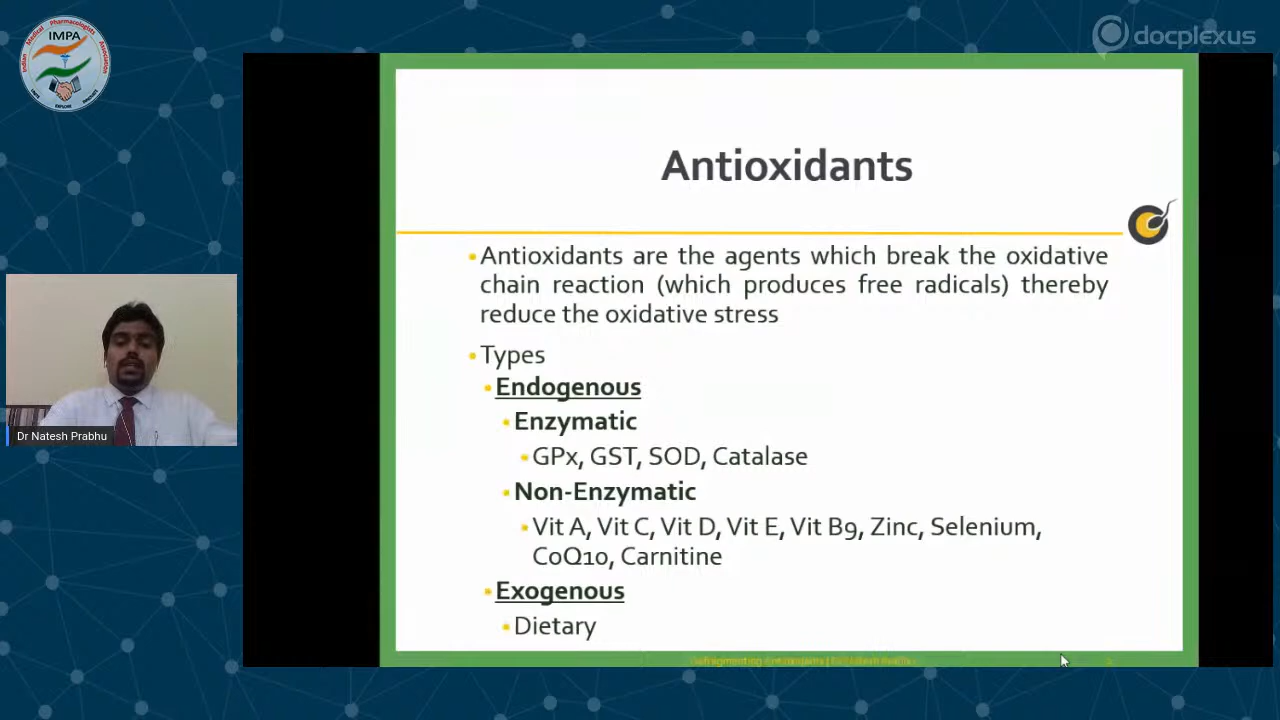 IMPA
docplexus
Antioxidants
Antioxidants are the agents which break the oxidative
chain reaction (which produces free radicals) thereby
reduce the oxidative stress
Types
Endogenous
Enzymatic
GPx, GST, SOD, Catalase
Non-Enzymatic
Vit A, Vit C, Vit D, Vit E, Vit B9, Zinc, Selenium,
CoQ10, Carnitine
Exogenous
Dietary
Dr Natesh Prabhu